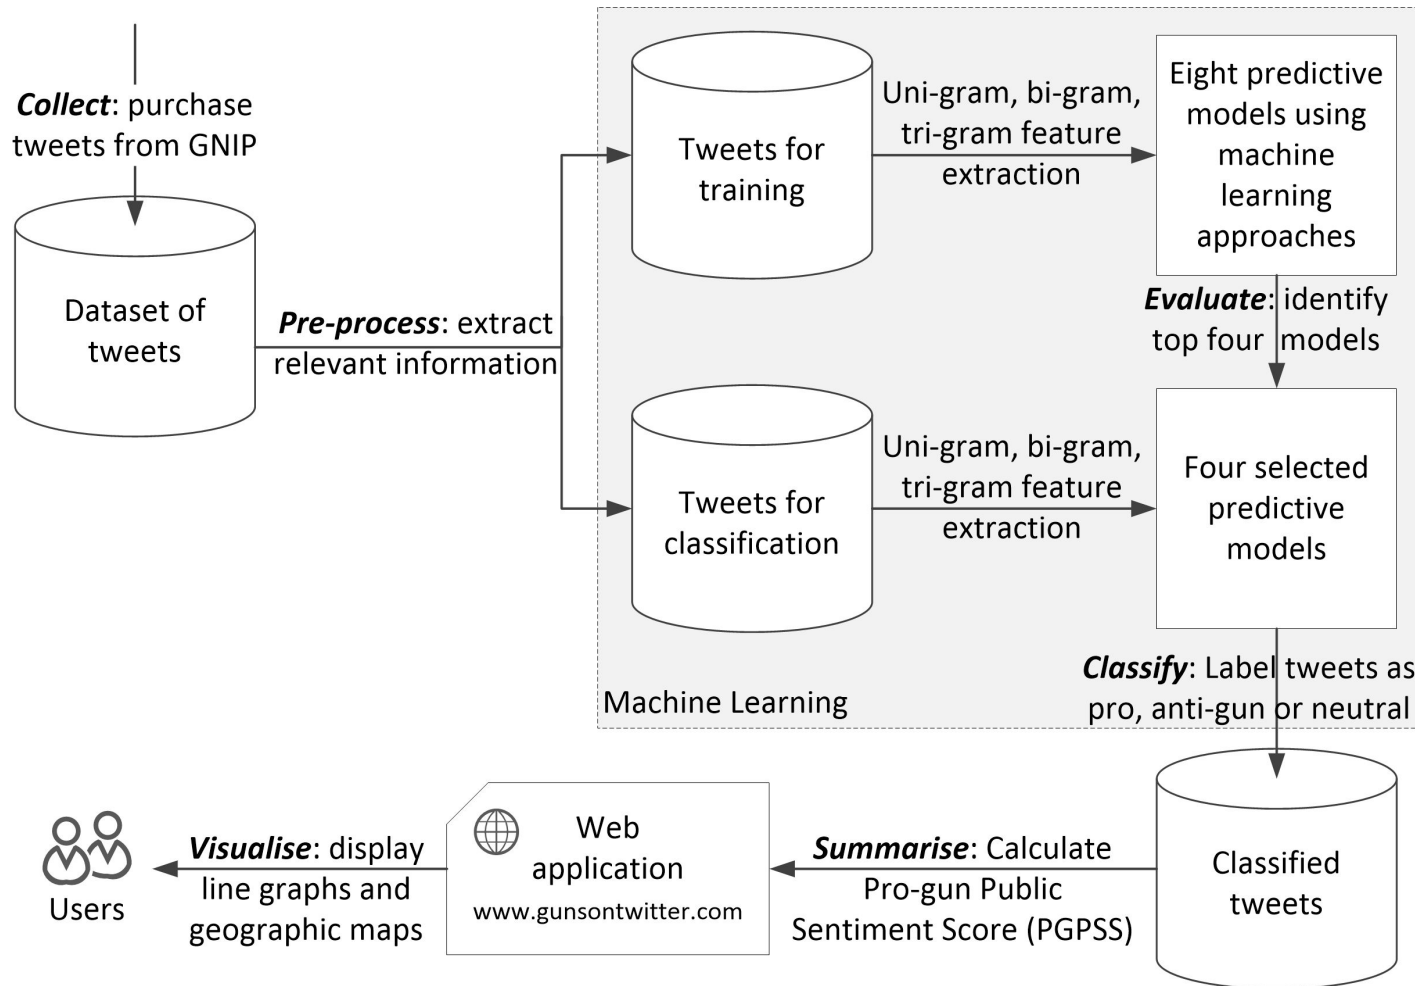 Collect: purchase
tweets from GNIP
Dataset of
tweets
Pre-process: extract
relevant information
Tweets for
training
Uni-gram, bi-gram,
tri-gram feature
extraction
Eight predictive
models using
machine
learning
approaches
Evaluate: identify
top four models
Tweets for
classification
Uni-gram, bi-gram,
tri-gram feature
extraction
Four selected
predictive
models
Machine Learning
Classify: Label tweets as
pro, anti-gun or neutral
Classified
tweets
Summarise: Calculate
Pro-gun Public
Sentiment Score (PGPSS)
Web
application
www.gunsontwitter.com
Visualise: display
line graphs and
geographic maps
Users